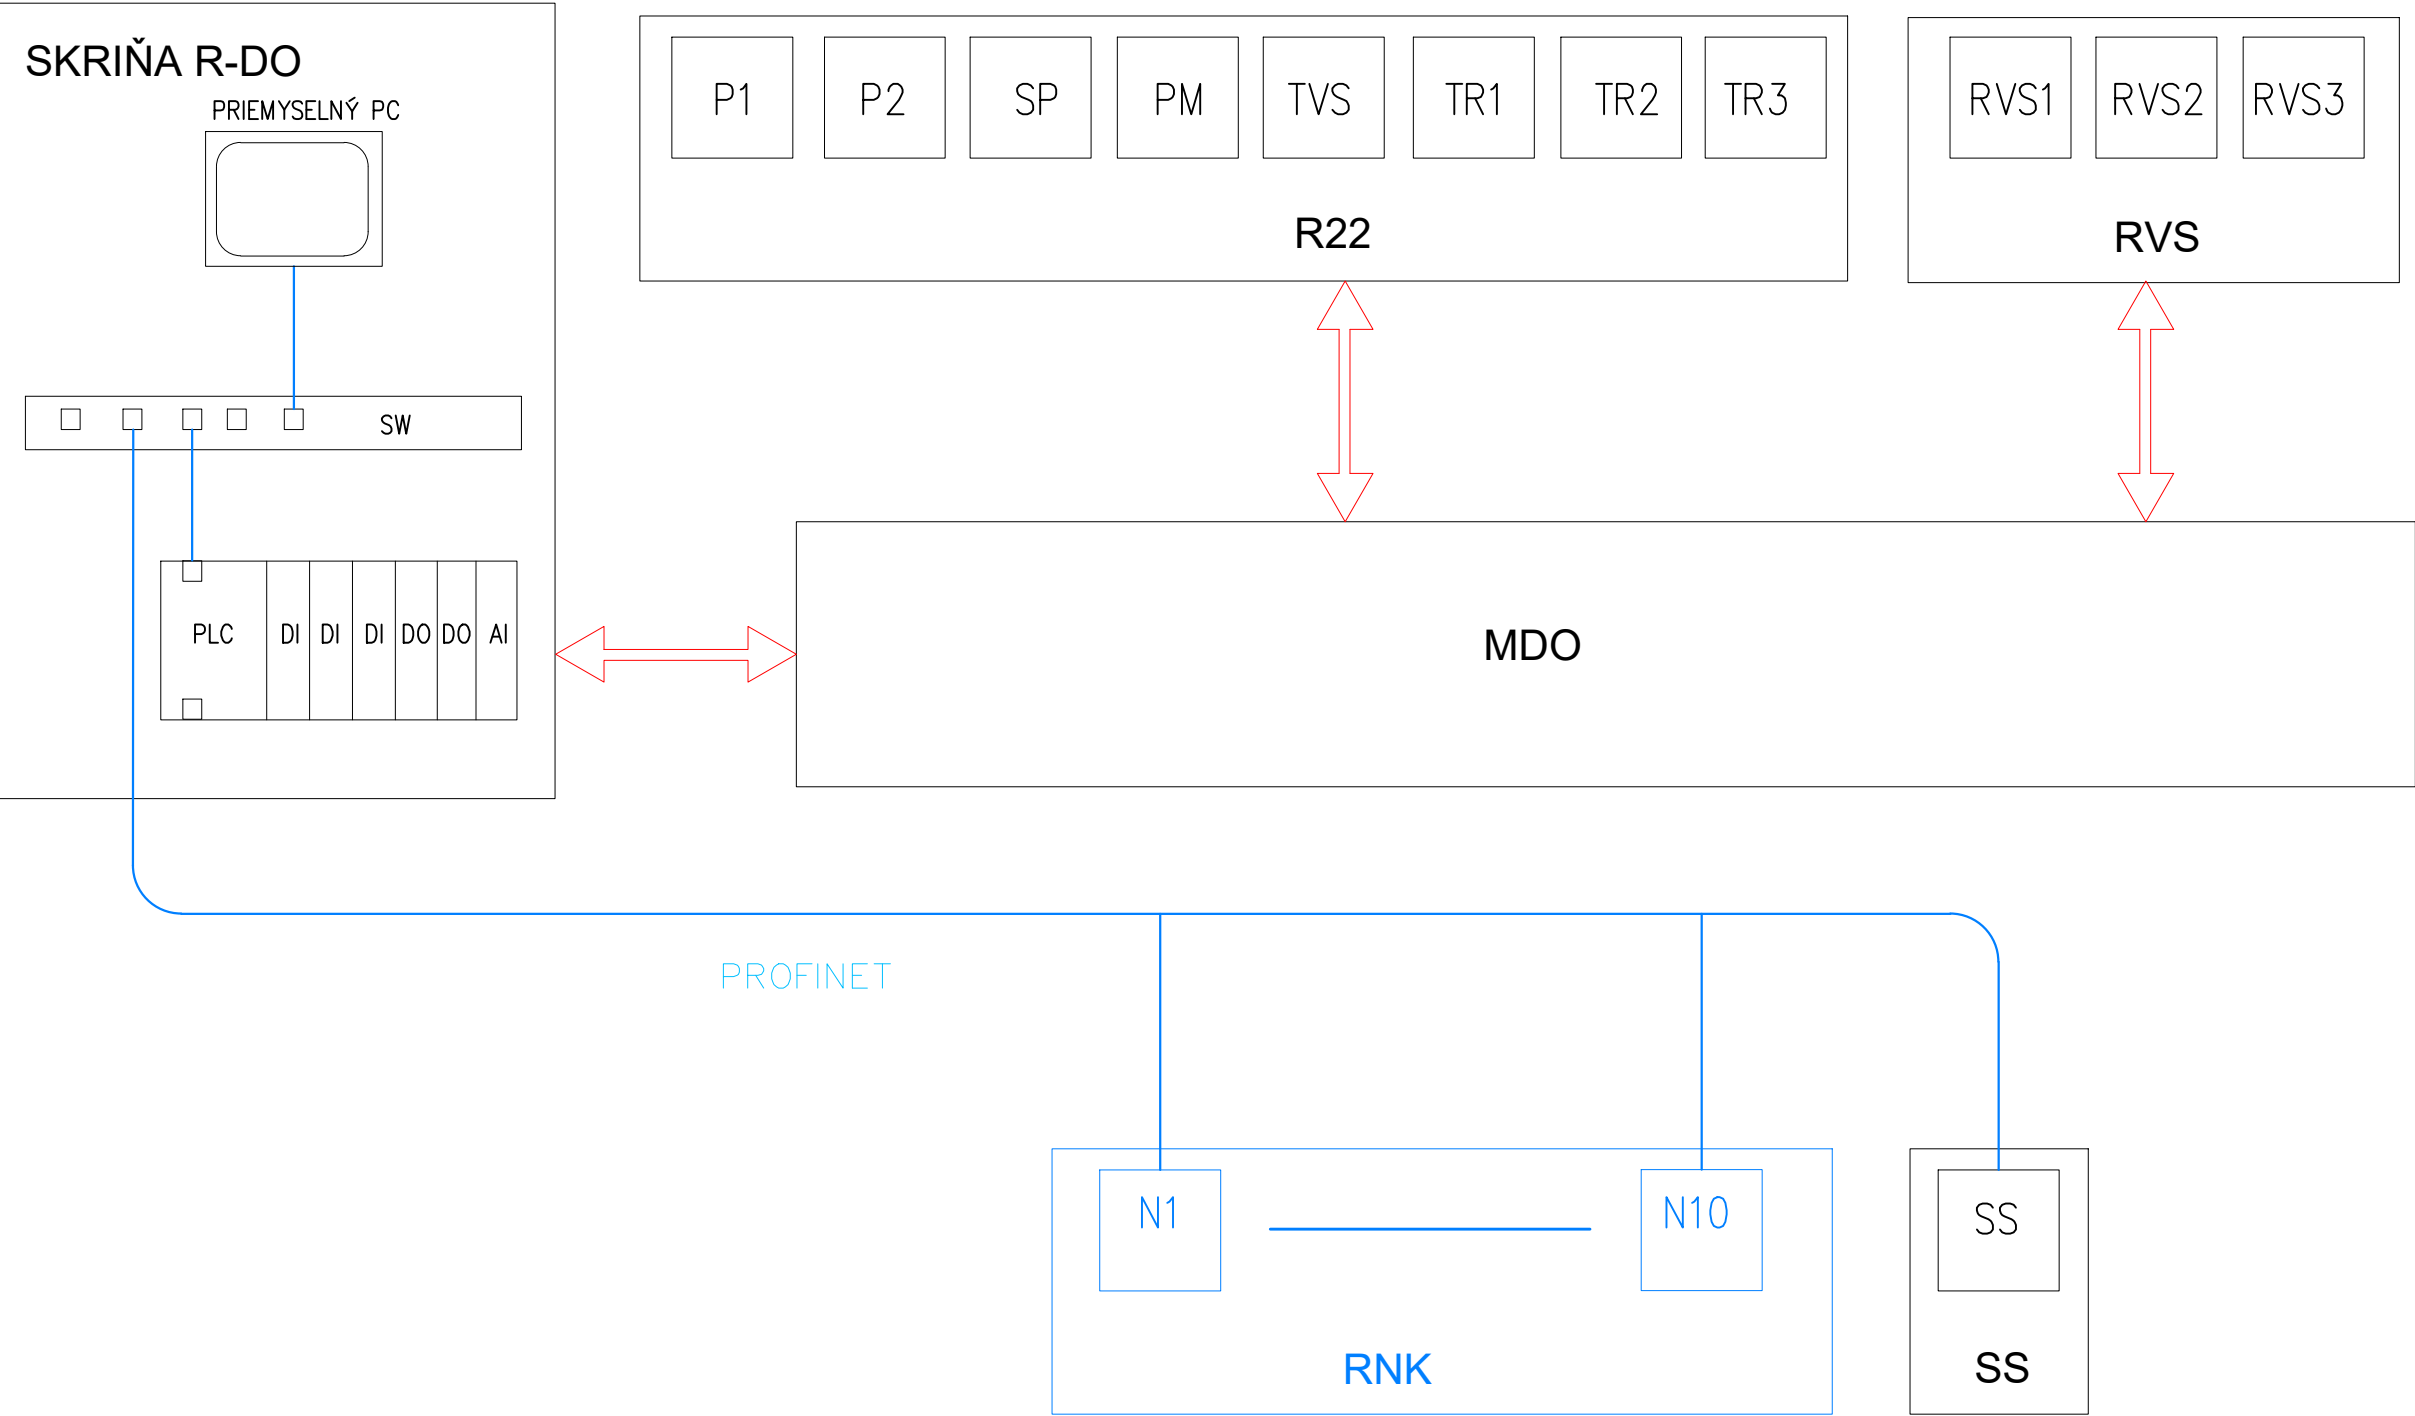 SKRIŇA R-DO
PRIEMYSELNÝ PC
SW
PLC DI DI DI DO DO AI
P1 P2 SP PM TVS TR1 TR2 TR3
R22
RVS1 RVS2 RVS3
RVS
MDO
PROFINET
N1 N10
RNK
SS
SS